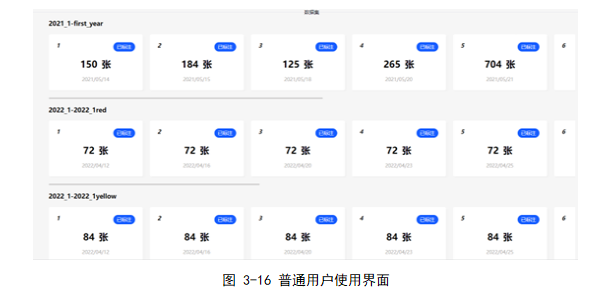 数据集
2021_1-first_year
1 已标注 2 已标注 3 已标注 4 已标注 5 已标注 6
150 张 184 张 125 张 265 张 704 张
2021/05/14 2021/05/15 2021/05/18 2021/05/20 2021/05/21
2022_1-2022_1red
1 已标注 2 已标注 3 已标注 4 已标注 5 已标注 6
72 张 72 张 72 张 72 张 72 张
2022/04/12 2022/04/16 2022/04/20 2022/04/23 2022/04/25
2022_1-2022_1yellow
1 已标注 2 已标注 3 已标注 4 已标注 5 已标注 6
84 张 84 张 84 张 84 张 84 张
2022/04/12 2022/04/16 2022/04/20 2022/04/23 2022/04/25
图 3-16 普通用户使用界面